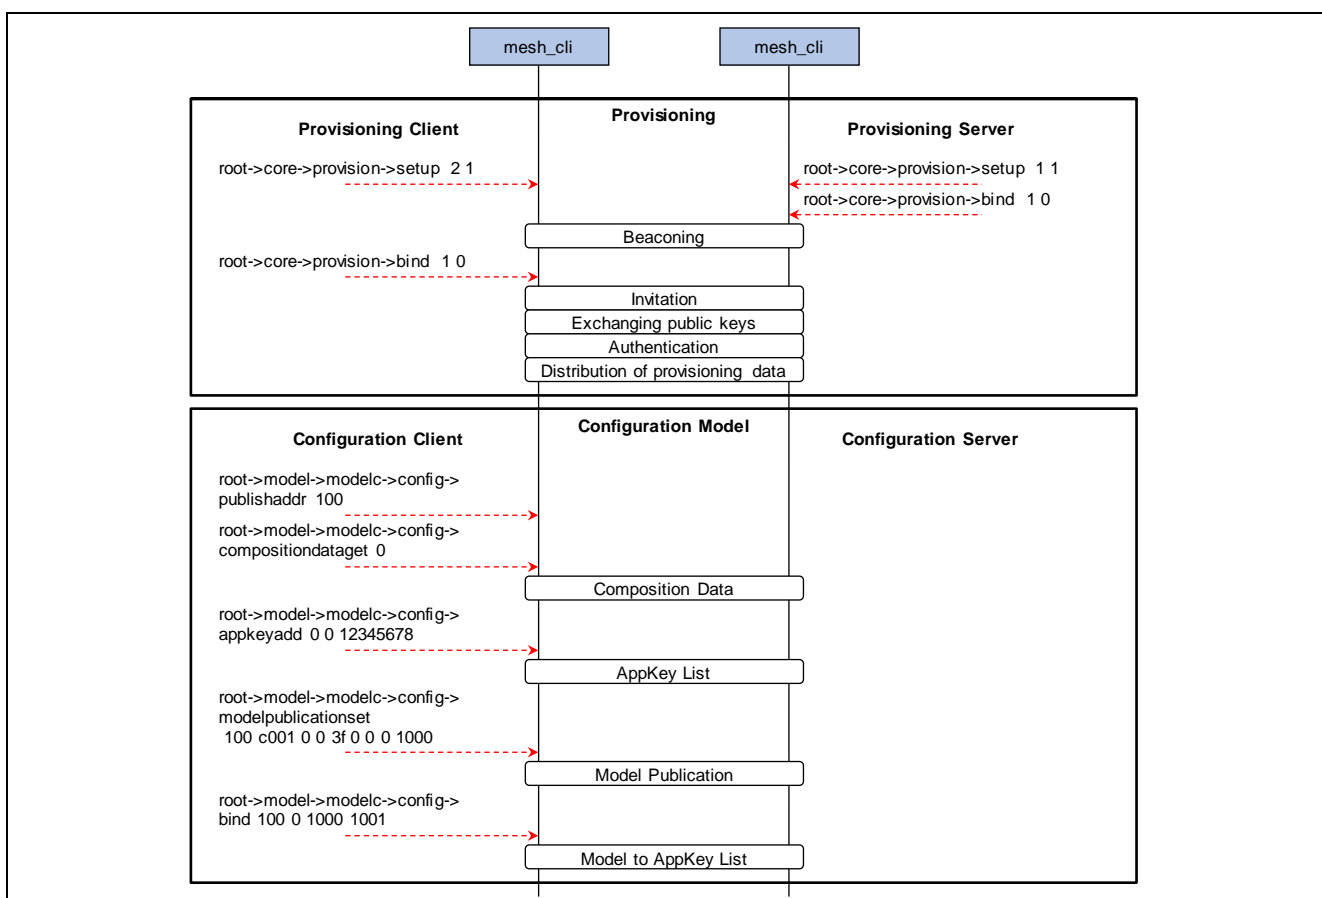 mesh_cli
mesh_cli
Provisioning
Provisioning Client
Provisioning Server
root->core->provision->setup 2 1
root->core->provision->setup 1 1
root->core->provision->bind 1 0
Beaconing
root->core->provision->bind 1 0
Invitation
Exchanging public keys
Authentication
Distribution of provisioning data
Configuration Model
Configuration Client
Configuration Server
root->model->modelc->config->
publishaddr 100
root->model->modelc->config->
compositiondataget 0
Composition Data
root->model->modelc->config->
appkeyadd 0 0 12345678
AppKey List
root->model->modelc->config->
modelpublicationset
100 c001 0 0 3f 0 0 0 1000
Model Publication
root->model->modelc->config->
bind 100 0 1000 1001
Model to AppKey List